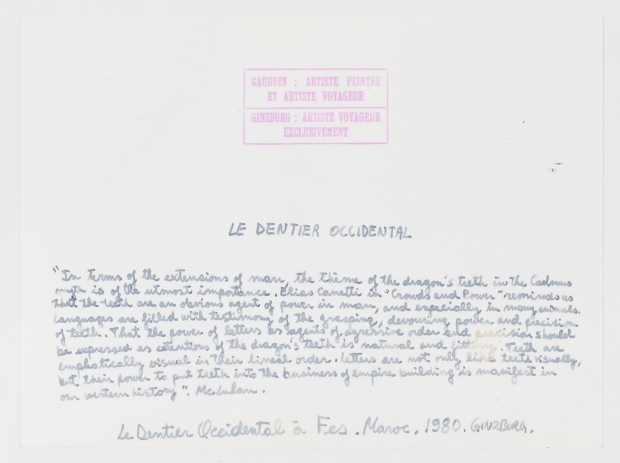 GAUGUIN : ARTISTE PEINTRE
ET ARTISTE VOYAGEUR
GINZBURG : ARTISTE VOYAGEUR
EXCLUSIVEMENT
LE DENTIER OCCIDENTAL
"In terms of the extensions of man, the theme of the dragon's teeth in the Cadmus
myth is of the utmost importance. Elias Canetti in "Crowds and Power" reminds us
that the teeth are an obvious agent of power in man, and especially in many animals.
Languages are filled with testimony of the grasping, devouring power and precision
of teeth. That the power of letters as agents of agressive order and precision should
be expressed as extentions of the dragon's teeth is natural and fitting. Teeth are
emphatically visual in their lineal order. Letters are not only like teeth visually,
but their power to put teeth into the business of empire building is manifest in
our western history". McLuhan.
Le Dentier Occidental à Fes. Maroc. 1980. GINZBURG.